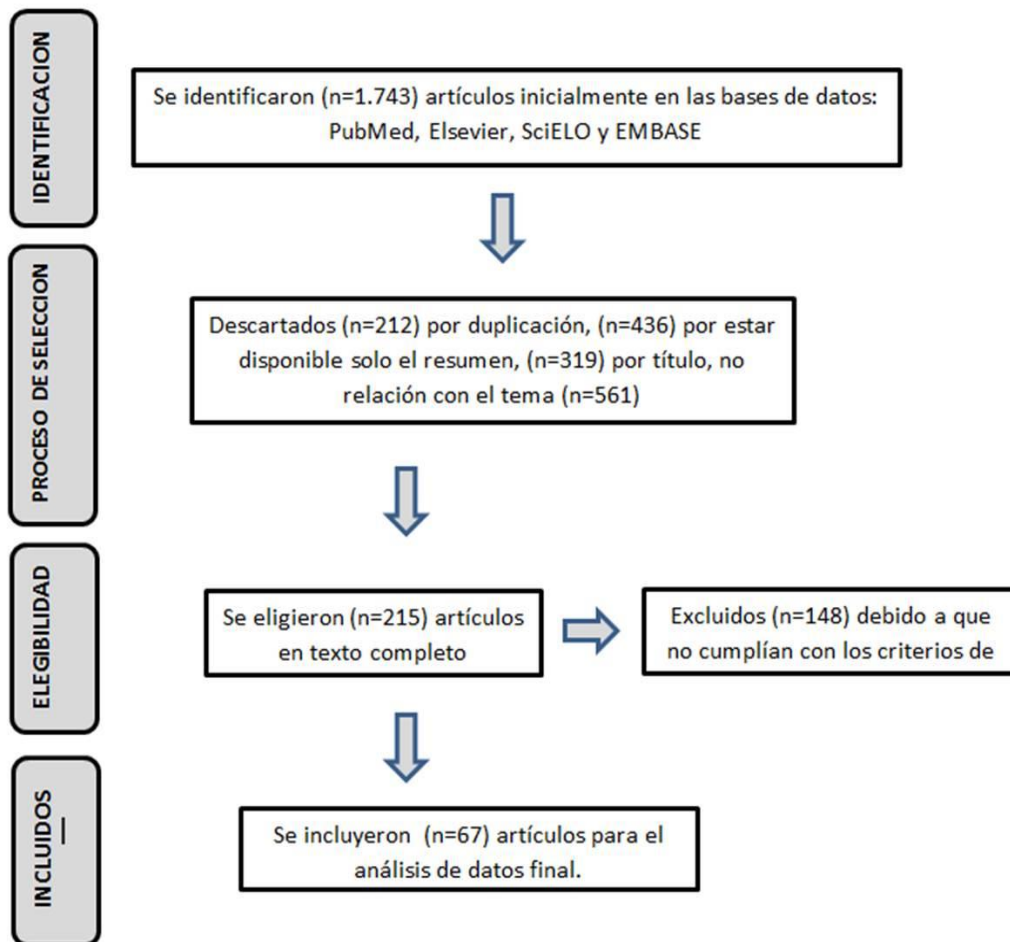 IDENTIFICACION
Se identificaron (n=1.743) artículos inicialmente en las bases de datos:
PubMed, Elsevier, SciELO y EMBASE
PROCESO DE SELECCION
Descartados (n=212) por duplicación, (n=436) por estar
disponible solo el resumen, (n=319) por título, no
relación con el tema (n=561)
ELEGIBILIDAD
Se eligieron (n=215) artículos
en texto completo
Excluidos (n=148) debido a que
no cumplían con los criterios de
INCLUIDOS
Se incluyeron (n=67) artículos para el
análisis de datos final.